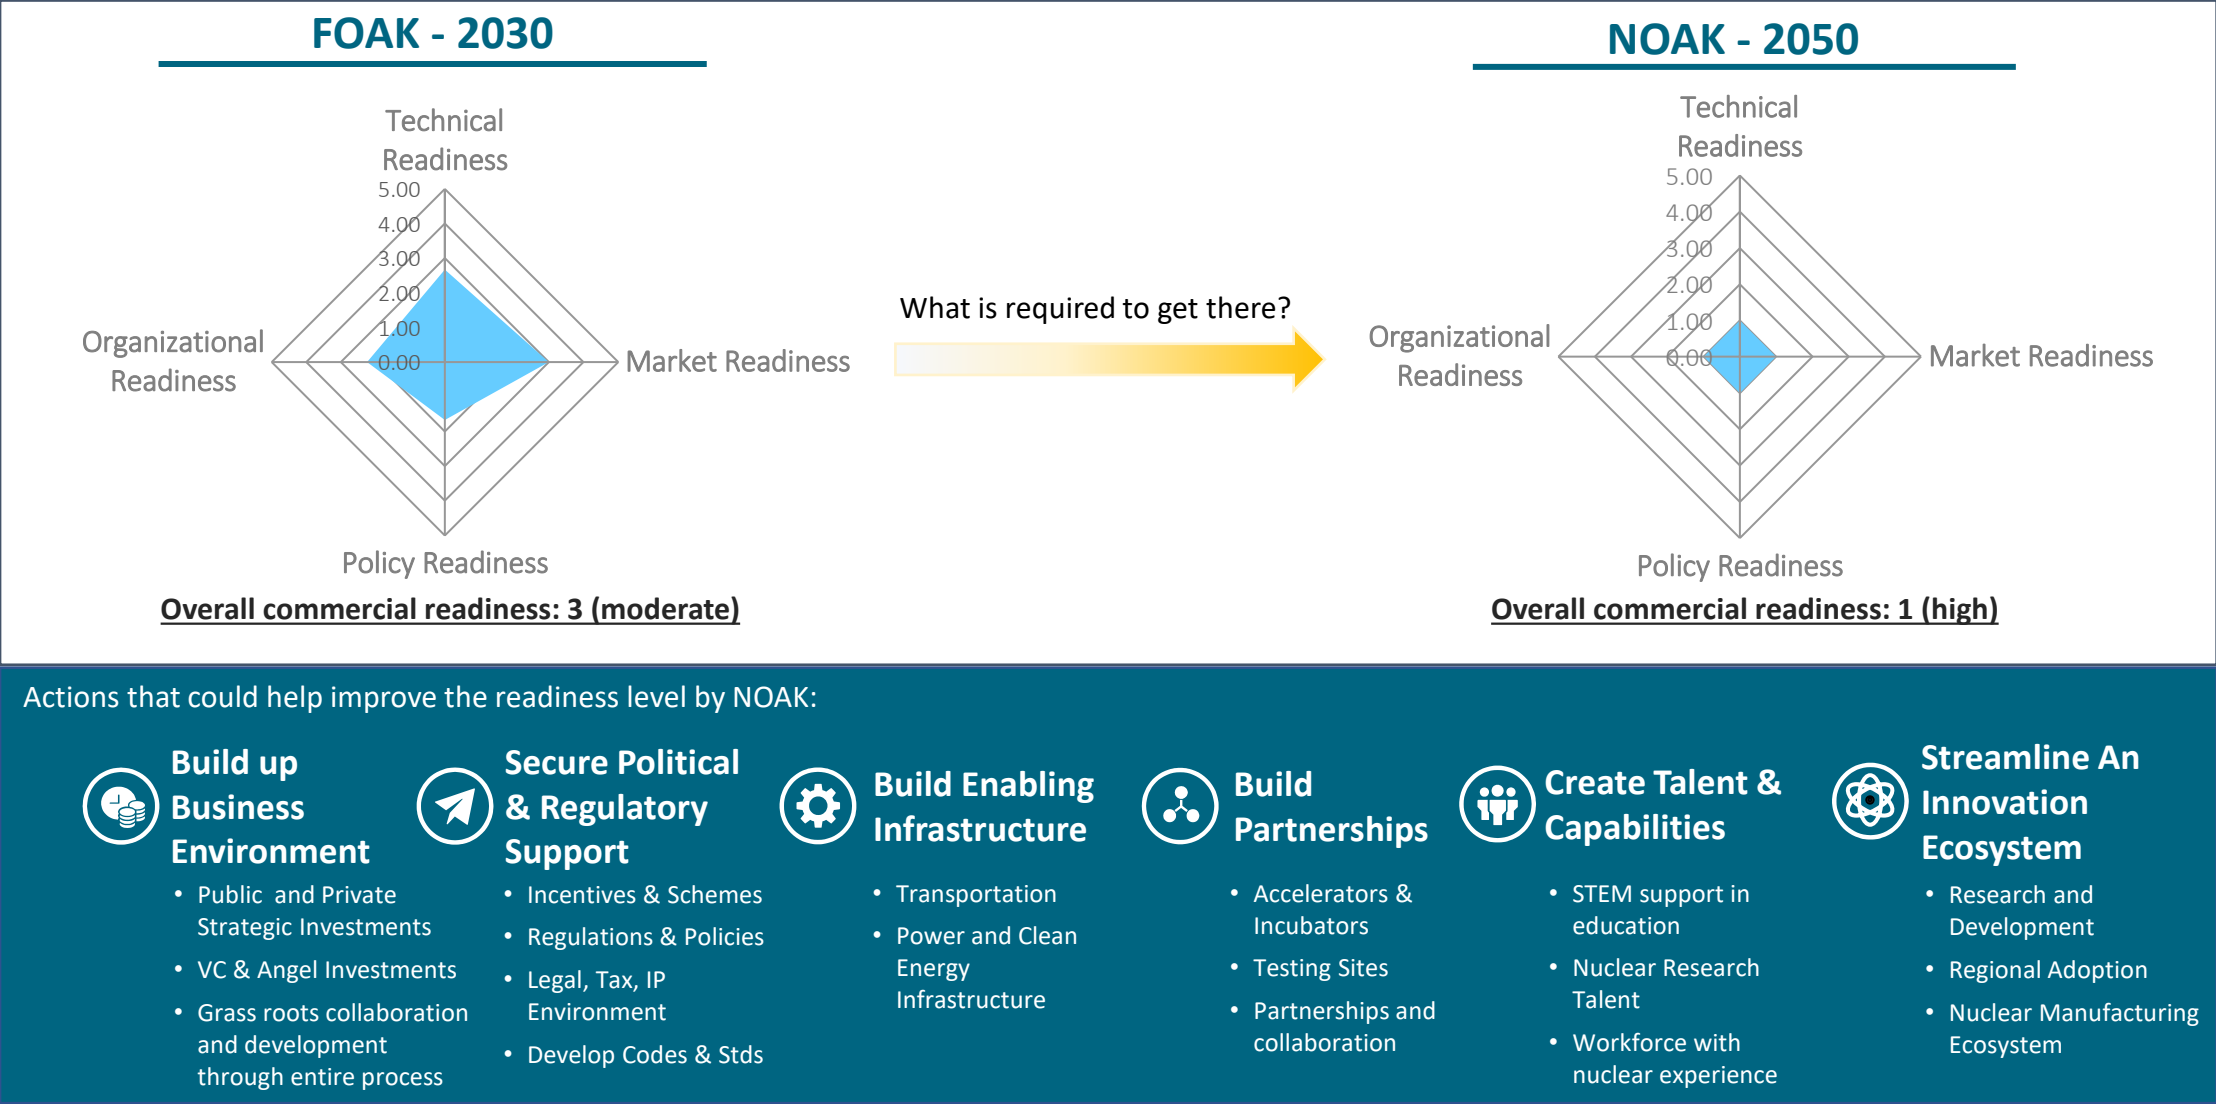 FOAK - 2030
Technical
Readiness
5.00
4.00
3.00
2.00
1.00
0.00
Organizational
Readiness
Market Readiness
Policy Readiness
Overall commercial readiness: 3 (moderate)
What is required to get there?
NOAK - 2050
Technical
Readiness
5.00
4.00
3.00
2.00
1.00
0.00
Organizational
Readiness
Market Readiness
Policy Readiness
Overall commercial readiness: 1 (high)
Actions that could help improve the readiness level by NOAK:
Build up
Business
Environment
• Public and Private
Strategic Investments
• VC & Angel Investments
• Grass roots collaboration
and development
through entire process
Secure Political
& Regulatory
Support
• Incentives & Schemes
• Regulations & Policies
• Legal, Tax, IP
Environment
• Develop Codes & Stds
Build Enabling
Infrastructure
• Transportation
• Power and Clean
Energy
Infrastructure
Build
Partnerships
• Accelerators &
Incubators
• Testing Sites
• Partnerships and
collaboration
Create Talent &
Capabilities
• STEM support in
education
• Nuclear Research
Talent
• Workforce with
nuclear experience
Streamline An
Innovation
Ecosystem
• Research and
Development
• Regional Adoption
• Nuclear Manufacturing
Ecosystem